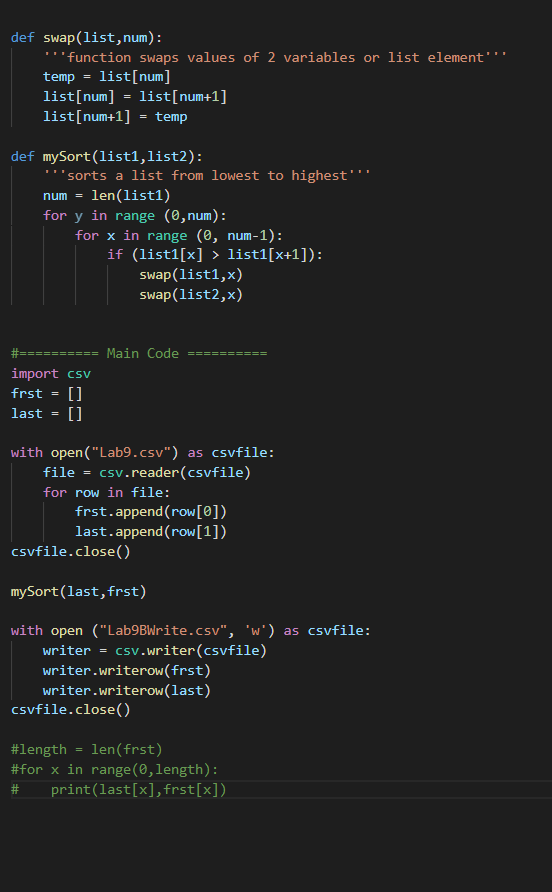 def swap(list,num):
    '''function swaps values of 2 variables or list element'''
    temp = list[num]
    list[num] = list[num+1]
    list[num+1] = temp
def mySort(list1,list2):
    '''sorts a list from lowest to highest'''
    num = len(list1)
    for y in range (0,num):
        for x in range (0, num-1):
            if (list1[x] > list1[x+1]):
                swap(list1,x)
                swap(list2,x)
#========== Main Code ==========
import csv
frst = []
last = []
with open("Lab9.csv") as csvfile:
    file = csv.reader(csvfile)
    for row in file:
        frst.append(row[0])
        last.append(row[1])
csvfile.close()
mySort(last,frst)
with open ("Lab9BWrite.csv", 'w') as csvfile:
    writer = csv.writer(csvfile)
    writer.writerow(frst)
    writer.writerow(last)
csvfile.close()
#length = len(frst)
#for x in range(0,length):
#    print(last[x],frst[x])